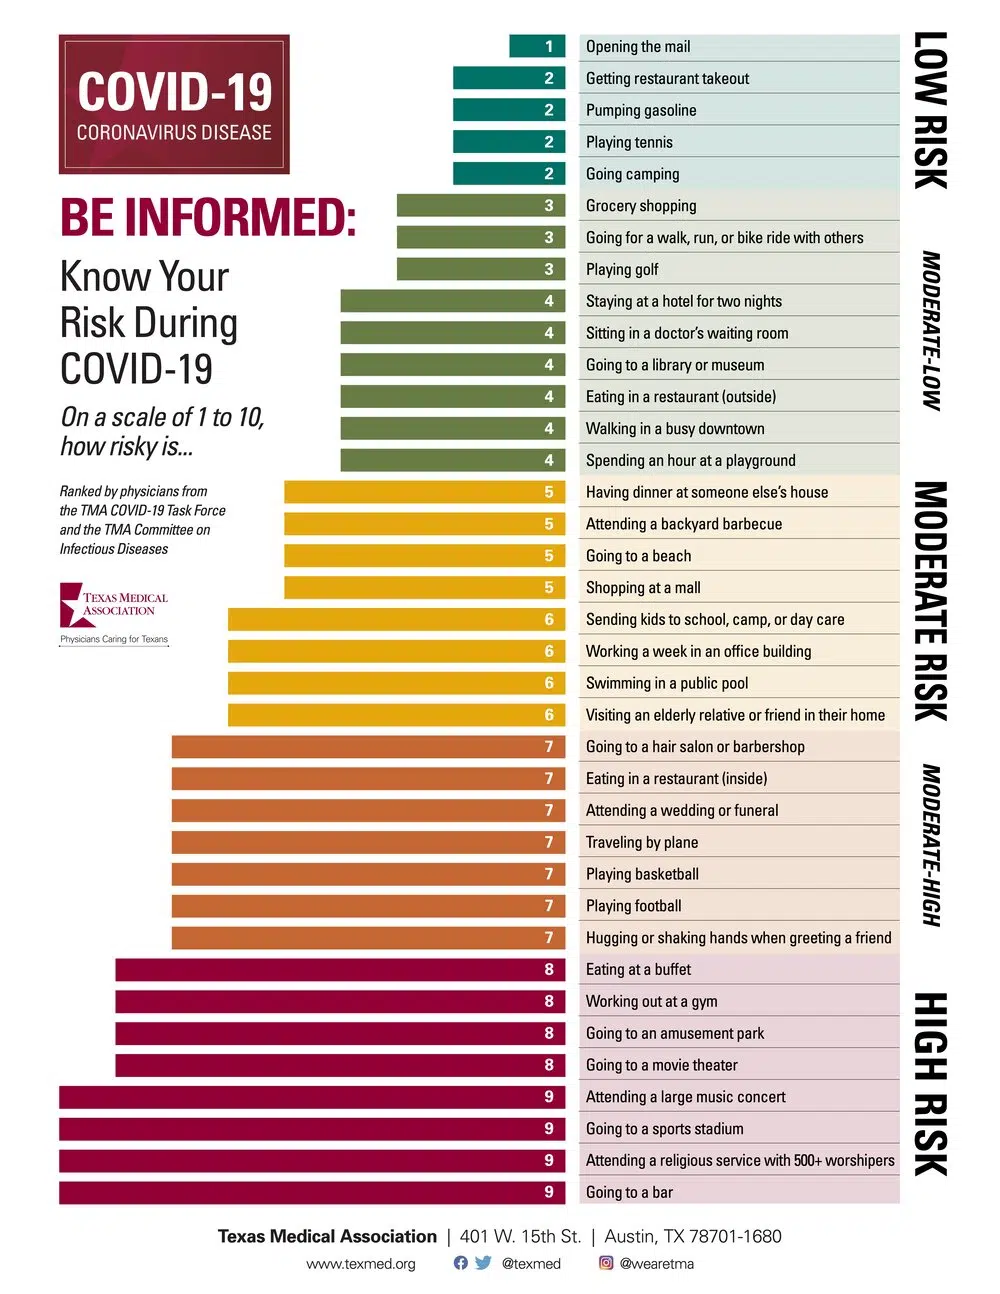 COVID-19
CORONAVIRUS DISEASE
BE INFORMED:
Know Your
Risk During
COVID-19
On a scale of 1 to 10,
how risky is...
Ranked by physicians from
the TMA COVID-19 Task Force
and the TMA Committee on
Infectious Diseases
TEXAS MEDICAL
ASSOCIATION
Physicians Caring for Texans
1 Opening the mail
2 Getting restaurant takeout
2 Pumping gasoline
2 Playing tennis
2 Going camping
LOW RISK
3 Grocery shopping
3 Going for a walk, run, or bike ride with others
3 Playing golf
4 Staying at a hotel for two nights
4 Sitting in a doctor's waiting room
4 Going to a library or museum
4 Eating in a restaurant (outside)
4 Walking in a busy downtown
4 Spending an hour at a playground
MODERATE-LOW
5 Having dinner at someone else's house
5 Attending a backyard barbecue
5 Going to a beach
5 Shopping at a mall
6 Sending kids to school, camp, or day care
6 Working a week in an office building
6 Swimming in a public pool
6 Visiting an elderly relative or friend in their home
MODERATE RISK
7 Going to a hair salon or barbershop
7 Eating in a restaurant (inside)
7 Attending a wedding or funeral
7 Traveling by plane
7 Playing basketball
7 Playing football
7 Hugging or shaking hands when greeting a friend
MODERATE-HIGH
8 Eating at a buffet
8 Working out at a gym
8 Going to an amusement park
8 Going to a movie theater
9 Attending a large music concert
9 Going to a sports stadium
9 Attending a religious service with 500+ worshipers
9 Going to a bar
HIGH RISK
Texas Medical Association | 401 W. 15th St. | Austin, TX 78701-1680
www.texmed.org @texmed @wearetma